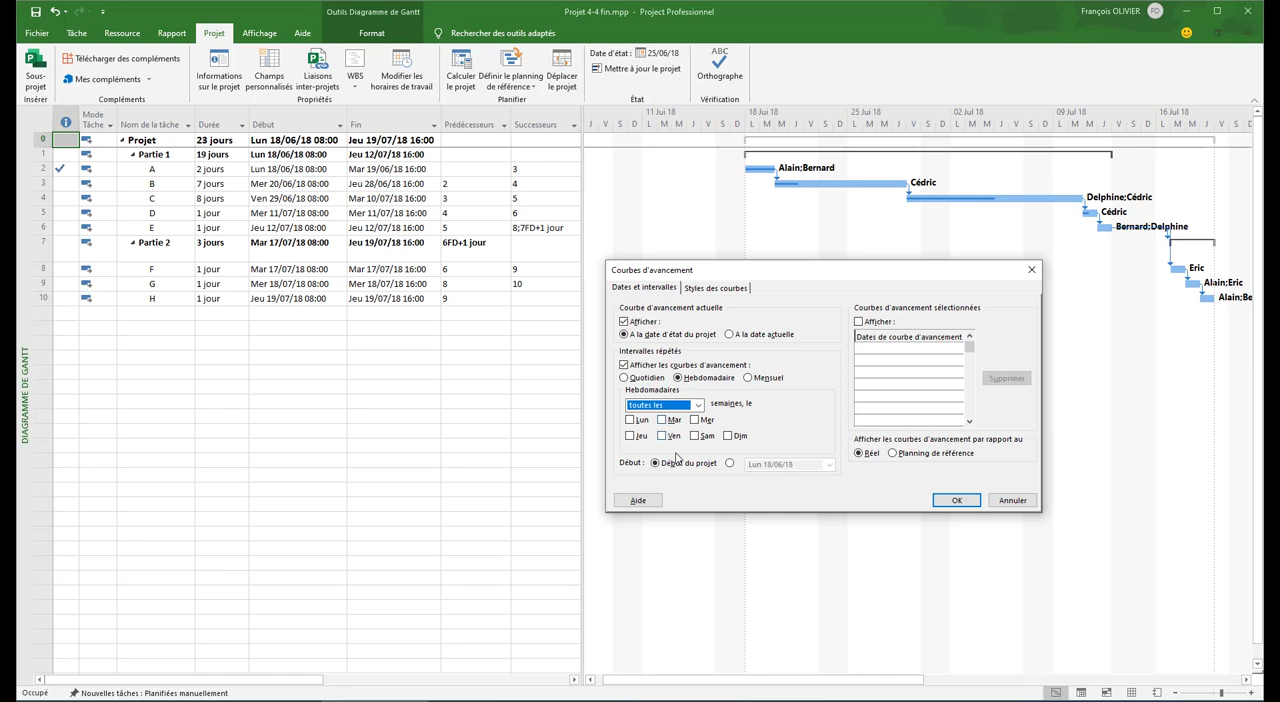 Outils Diagramme de Gantt
Projet 4-4 fin.mpp - Project Professionnel
François OLIVIER FO
Fichier Tâche Ressource Rapport Projet Affichage Aide Format Rechercher des outils adaptés
Sous-projet
Insérer
Télécharger des compléments
Mes compléments
Compléments
Informations sur le projet
Champs personnalisés
Liaisons inter-projets
WBS
Modifier les horaires de travail
Propriétés
Calculer le projet
Définir le planning de référence
Déplacer le projet
Planifier
Date d'état : 25/06/18
Mettre à jour le projet
État
ABC
Orthographe
Vérification
Mode Tâche Nom de la tâche Durée Début Fin Prédécesseurs Successeurs
0 Projet 23 jours Lun 18/06/18 08:00 Jeu 19/07/18 16:00
1 Partie 1 19 jours Lun 18/06/18 08:00 Jeu 12/07/18 16:00
2 A 2 jours Lun 18/06/18 08:00 Mar 19/06/18 16:00 3
3 B 7 jours Mer 20/06/18 08:00 Jeu 28/06/18 16:00 2 4
4 C 8 jours Ven 29/06/18 08:00 Mar 10/07/18 16:00 3 5
5 D 1 jour Mer 11/07/18 08:00 Mer 11/07/18 16:00 4 6
6 E 1 jour Jeu 12/07/18 08:00 Jeu 12/07/18 16:00 5 8;7FD+1 jour
7 Partie 2 3 jours Mar 17/07/18 08:00 Jeu 19/07/18 16:00 6FD+1 jour
8 F 1 jour Mar 17/07/18 08:00 Mar 17/07/18 16:00 6 9
9 G 1 jour Mer 18/07/18 08:00 Mer 18/07/18 16:00 8 10
10 H 1 jour Jeu 19/07/18 08:00 Jeu 19/07/18 16:00 9
DIAGRAMME DE GANTT
11 Jui 18 18 Jui 18 25 Jui 18 02 Jul 18 09 Jul 18 16 Jul 18
J V S D L M M J V S D L M M J V S D L M M J V S D L M M J V S D L M M J V S D L M M J V S D
Alain;Bernard
Cédric
Delphine;Cédric
Cédric
Bernard;Delphine
Eric
Alain;Eric
Alain;Be
Courbes d'avancement
Dates et intervalles Styles des courbes
Courbe d'avancement actuelle
Afficher :
A la date d'état du projet A la date actuelle
Intervalles répétés
Afficher les courbes d'avancement :
Quotidien Hebdomadaire Mensuel
Hebdomadaires
toutes les semaines, le
Lun Mar Mer
Jeu Ven Sam Dim
Début : Début du projet Lun 18/06/18
Courbes d'avancement sélectionnées
Afficher :
Dates de courbe d'avancement
Supprimer
Afficher les courbes d'avancement par rapport au
Réel Planning de référence
Aide OK Annuler
Occupé Nouvelles tâches : Planifiées manuellement